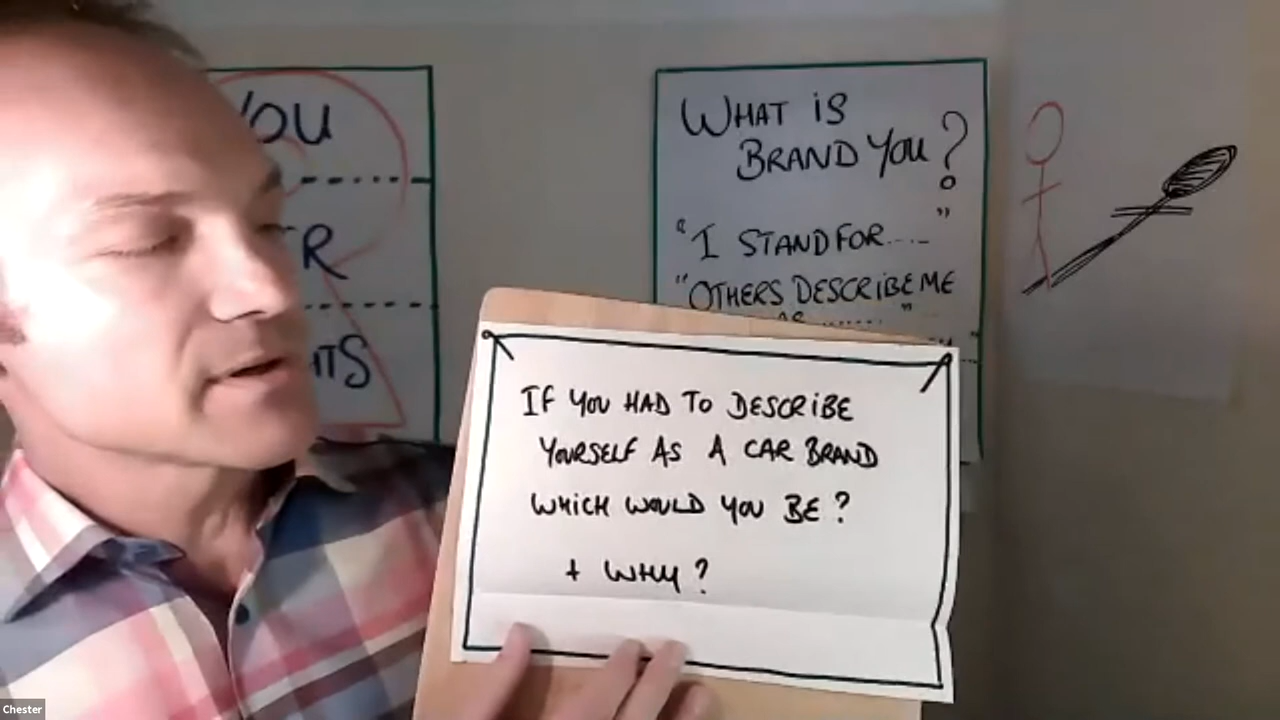 YOU
WHAT IS
BRAND YOU?
"I STAND FOR....."
"OTHERS DESCRIBE ME
AS ......"
IF YOU HAD TO DESCRIBE
YOURSELF AS A CAR BRAND
WHICH WOULD YOU BE?
+ WHY?
Chester